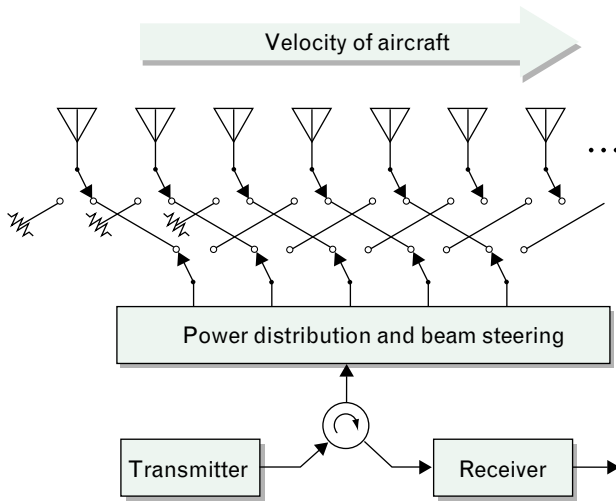 Velocity of aircraft
Power distribution and beam steering
Transmitter
Receiver